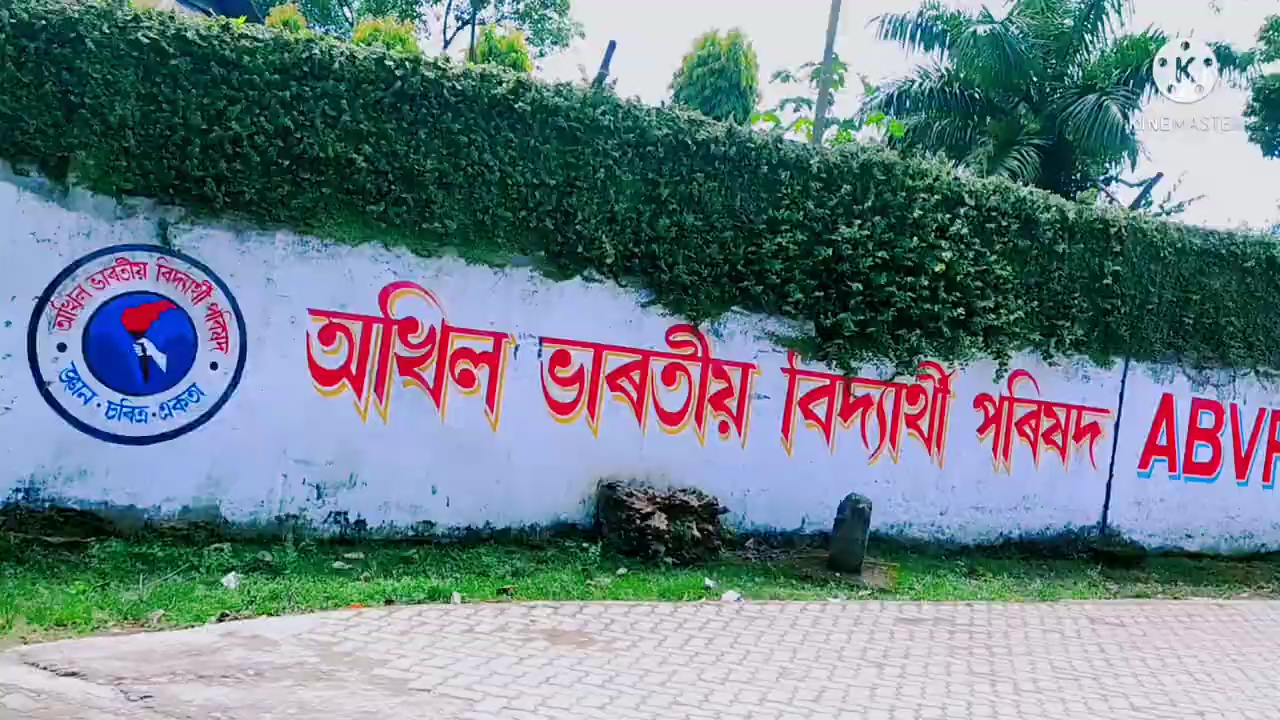 অখিল ভাৰতীয় বিদ্যাৰ্থী পৰিষদ
জ্ঞান · চৰিত্ৰ · একতা
অখিল ভাৰতীয় বিদ্যাৰ্থী পৰিষদ
ABVP
K
KINEMASTER